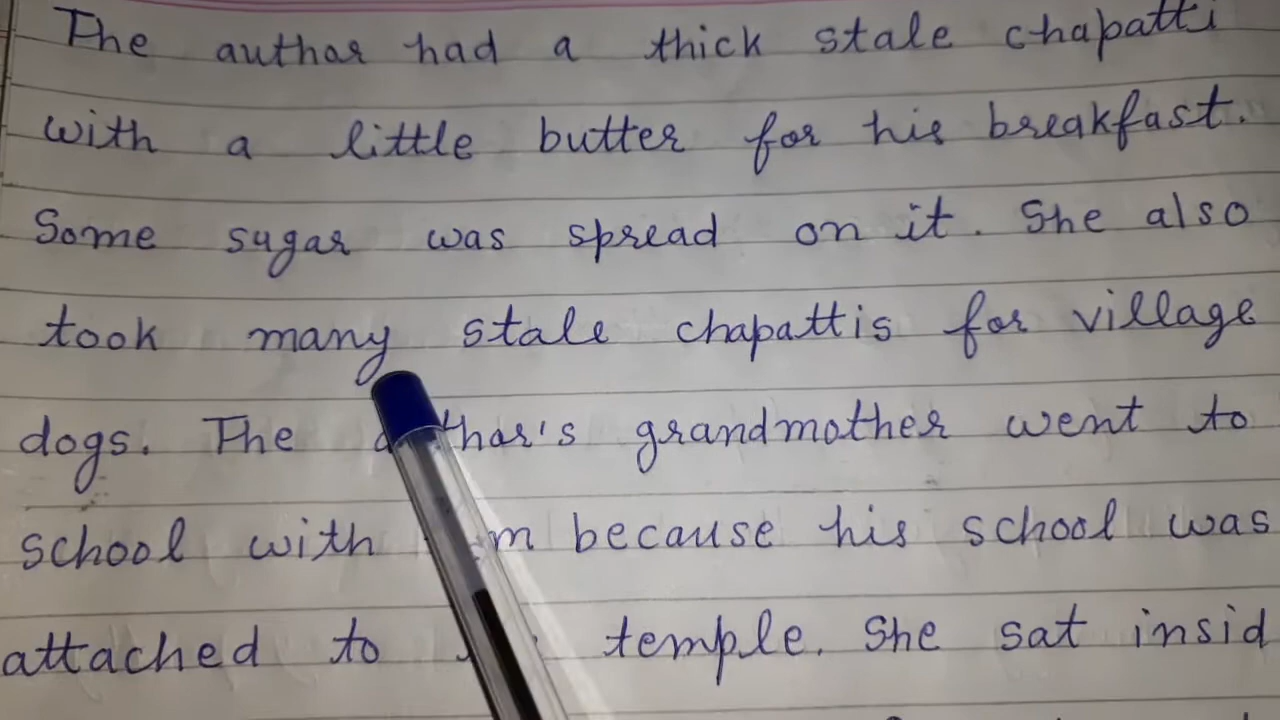 The author had a thick stale chapatti
with a little butter for his breakfast.
Some sugar was spread on it. She also
took many stale chapattis for village
dogs. The author's grandmother went to
school with because his school was
attached to temple. She sat insid